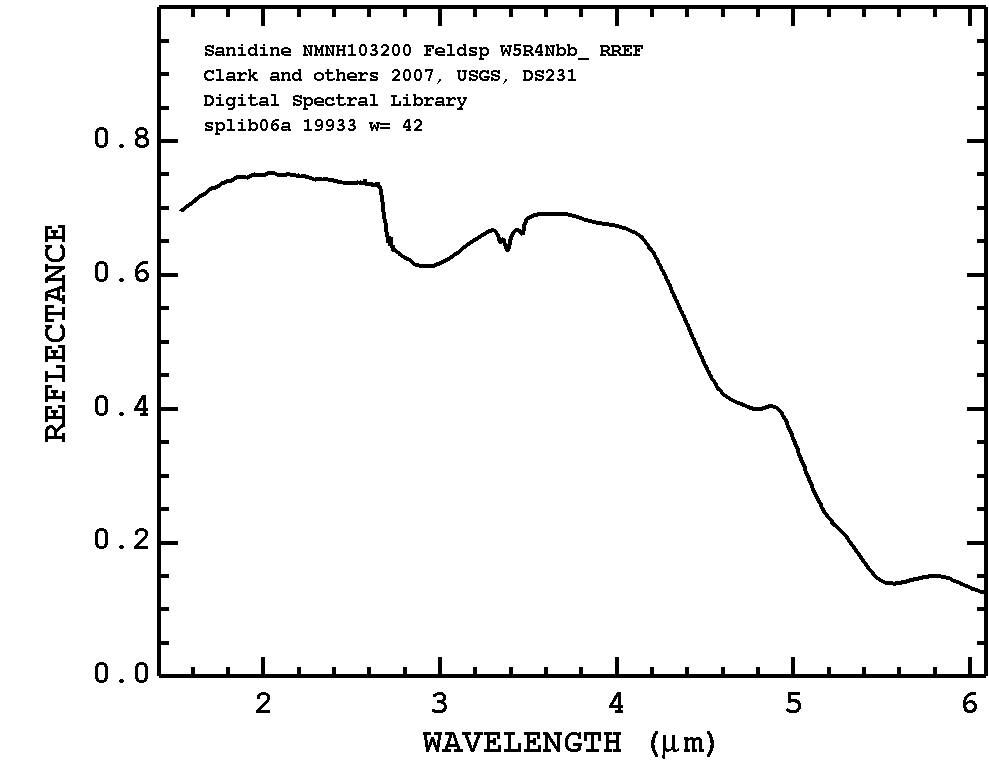 Sanidine NMNH103200 Feldsp W5R4Nbb_ RREF
Clark and others 2007, USGS, DS231
Digital Spectral Library
splib06a 19933 w= 42
0.8
0.6
0.4
0.2
0.0
REFLECTANCE
2 3 4 5 6
WAVELENGTH (μm)